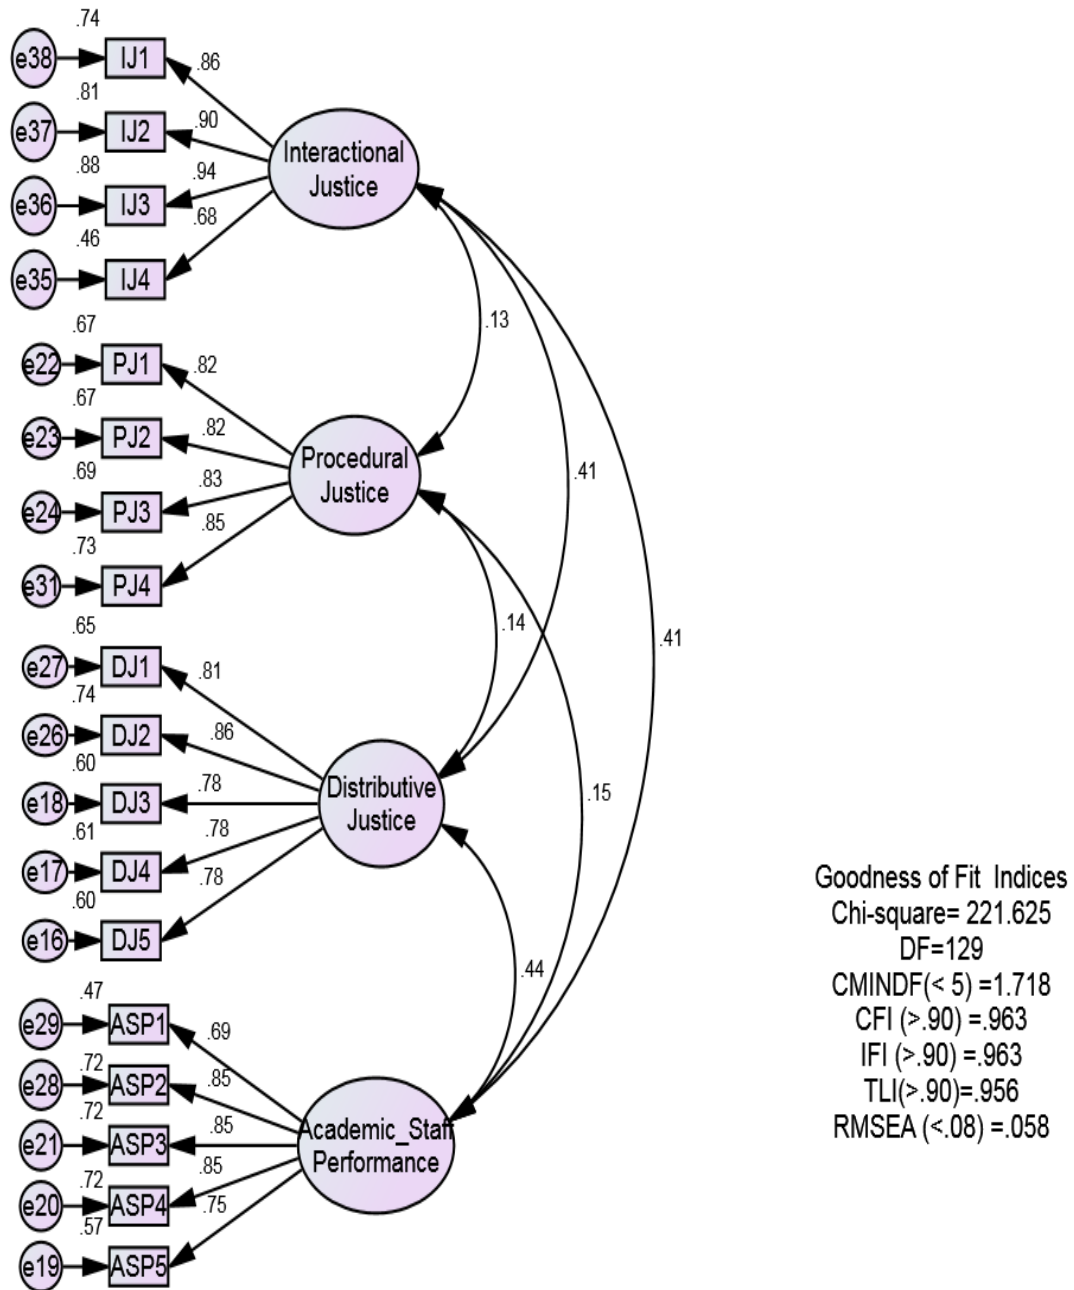 .74
e38 IJ1 .86
.81
e37 IJ2 .90
.88
e36 IJ3 .94
.46
e35 IJ4 .68
Interactional
Justice
.67
e22 PJ1 .82
.67
e23 PJ2 .82
.69
e24 PJ3 .83
.73
e31 PJ4 .85
Procedural
Justice
.65
e27 DJ1 .81
.74
e26 DJ2 .86
.60
e18 DJ3 .78
.61
e17 DJ4 .78
.60
e16 DJ5 .78
Distributive
Justice
.47
e29 ASP1 .69
.72
e28 ASP2 .85
.72
e21 ASP3 .85
.72
e20 ASP4 .85
.57
e19 ASP5 .75
Academic_Staff
Performance
.13
.41
.41
.14
.15
.44
Goodness of Fit Indices
Chi-square= 221.625
DF=129
CMINDF(< 5) =1.718
CFI (>.90) =.963
IFI (>.90) =.963
TLI(>.90)=.956
RMSEA (<.08) =.058